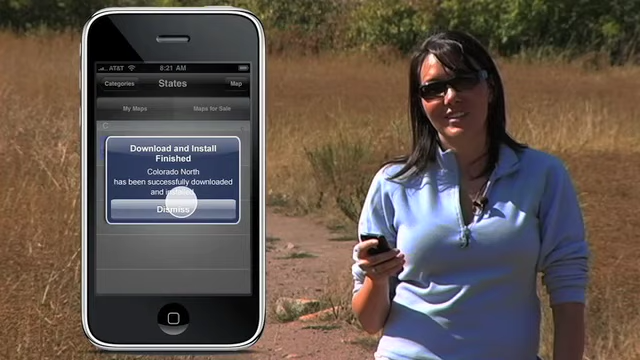 AT&T 8:21 AM
Categories States Map
My Maps Maps for Sale
C
Download and Install
Finished
Colorado North
has been successfully downloaded
and installed.
Dismiss